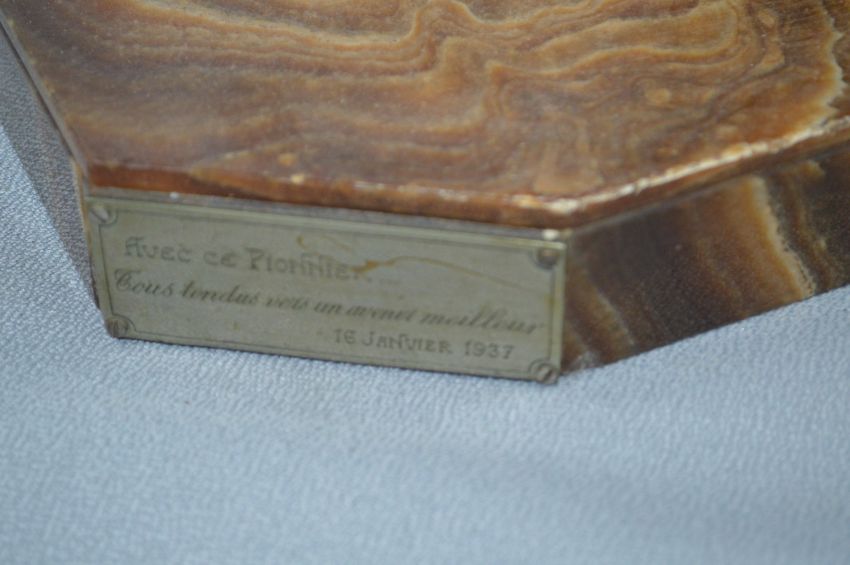 Avec ce Pionnier...
Tous tendus vers un avenir meilleur
16 Janvier 1937